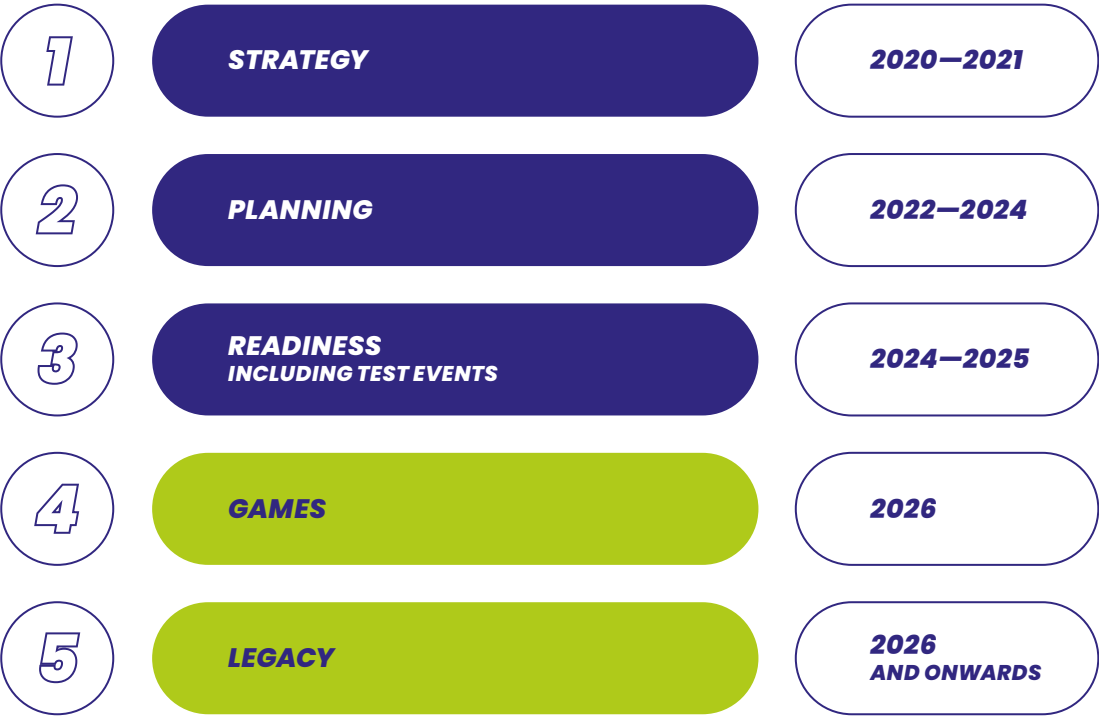 1
STRATEGY
2020—2021
2
PLANNING
2022—2024
3
READINESS
INCLUDING TEST EVENTS
2024—2025
4
GAMES
2026
5
LEGACY
2026
AND ONWARDS